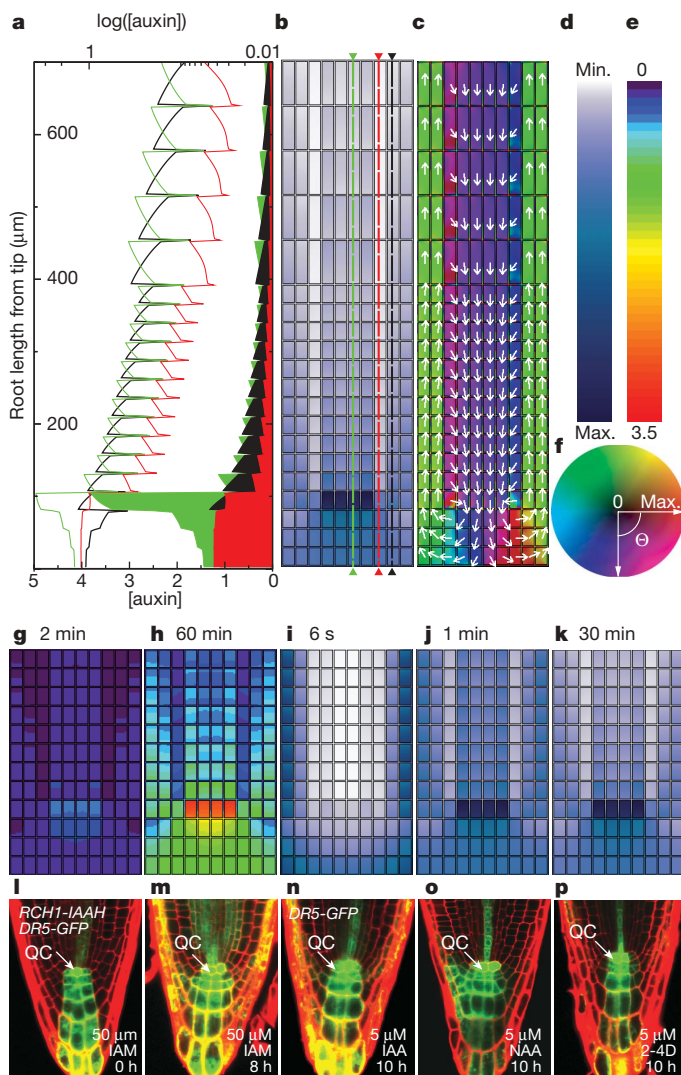 a
log([auxin])
1
0.01
b
c
d
e
Min.
0
Root length from tip (µm)
600
400
200
Max.
3.5
f
0
Max.
Θ
5
4
3
2
1
0
[auxin]
g 2 min
h 60 min
i 6 s
j 1 min
k 30 min
l
m
n
o
p
RCH1-IAAH
DR5-GFP
DR5-GFP
QC
QC
QC
QC
QC
50 µm
IAM
0 h
50 µM
IAM
8 h
5 µM
IAA
10 h
5 µM
NAA
10 h
5 µM
2-4D
10 h